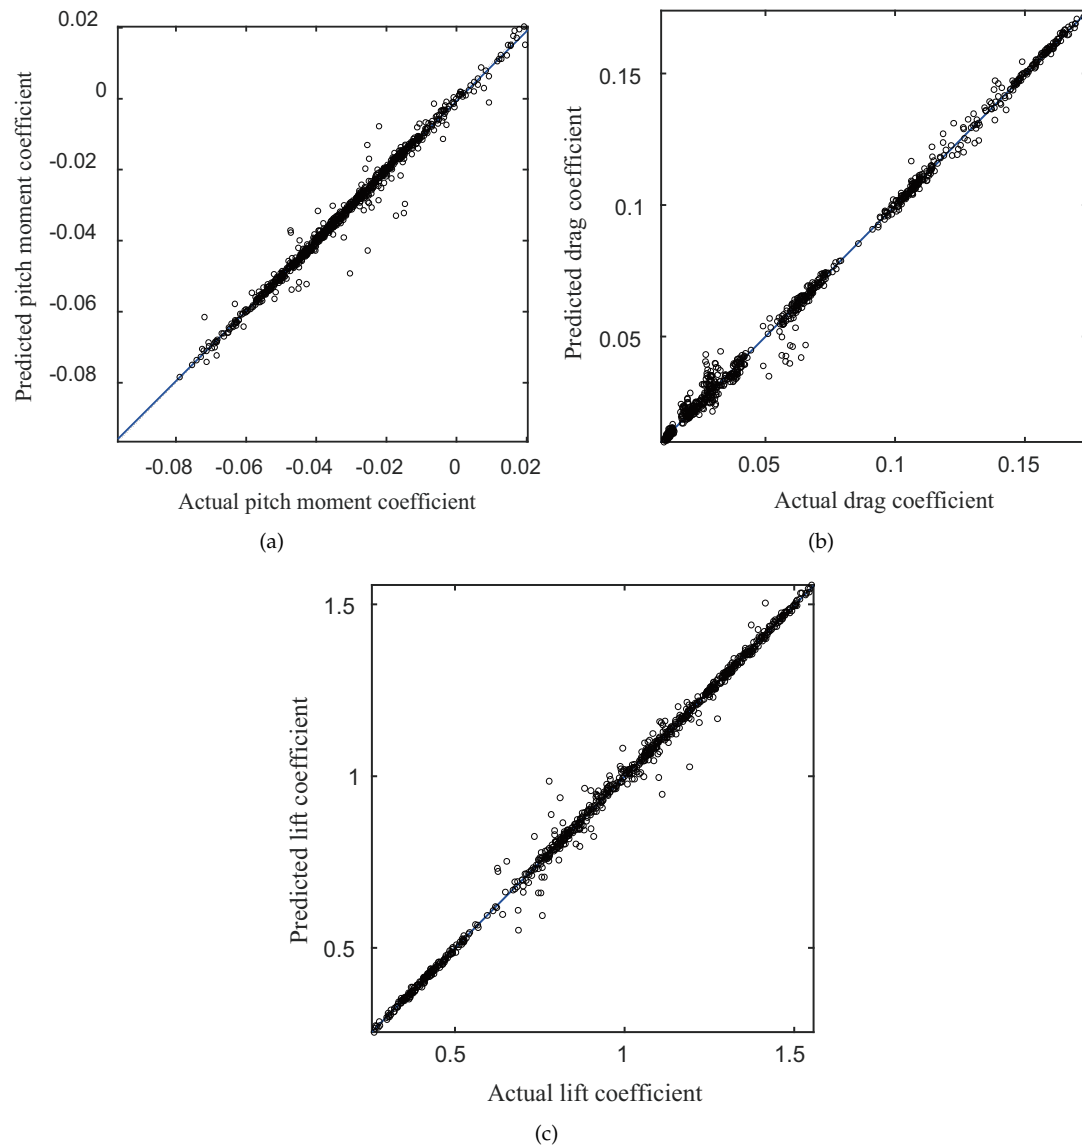 0.02
0
-0.02
-0.04
-0.06
-0.08
Predicted pitch moment coefficient
-0.08
-0.06
-0.04
-0.02
0
0.02
Actual pitch moment coefficient
(a)
0.15
0.1
0.05
Predicted drag coefficient
0.05
0.1
0.15
Actual drag coefficient
(b)
1.5
1
0.5
Predicted lift coefficient
0.5
1
1.5
Actual lift coefficient
(c)